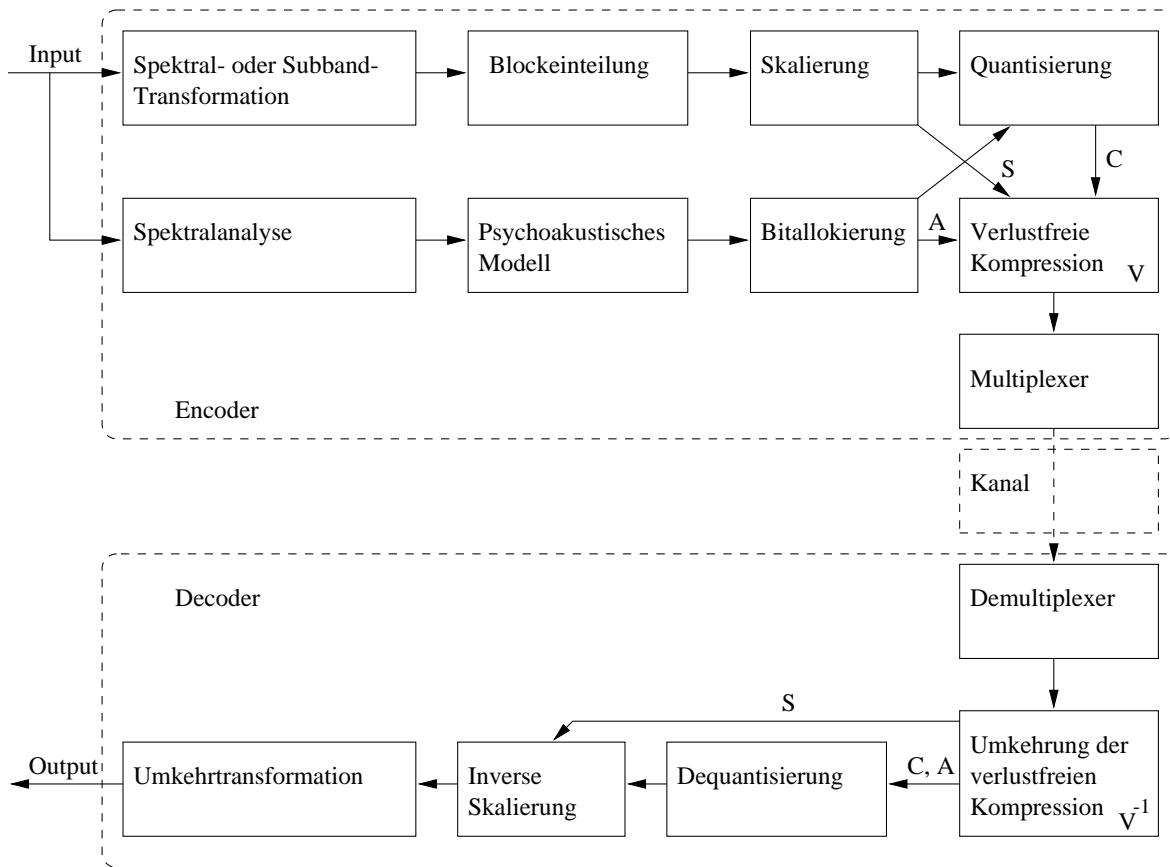 Input
Spektral- oder Subband-
Transformation
Blockeinteilung
Skalierung
Quantisierung
S
C
Spektralanalyse
Psychoakustisches
Modell
Bitallokierung
A
Verlustfreie
Kompression
V
Multiplexer
Encoder
Kanal
Decoder
Demultiplexer
S
Output
Umkehrtransformation
Inverse
Skalierung
Dequantisierung
C, A
Umkehrung der
verlustfreien
Kompression
V-1